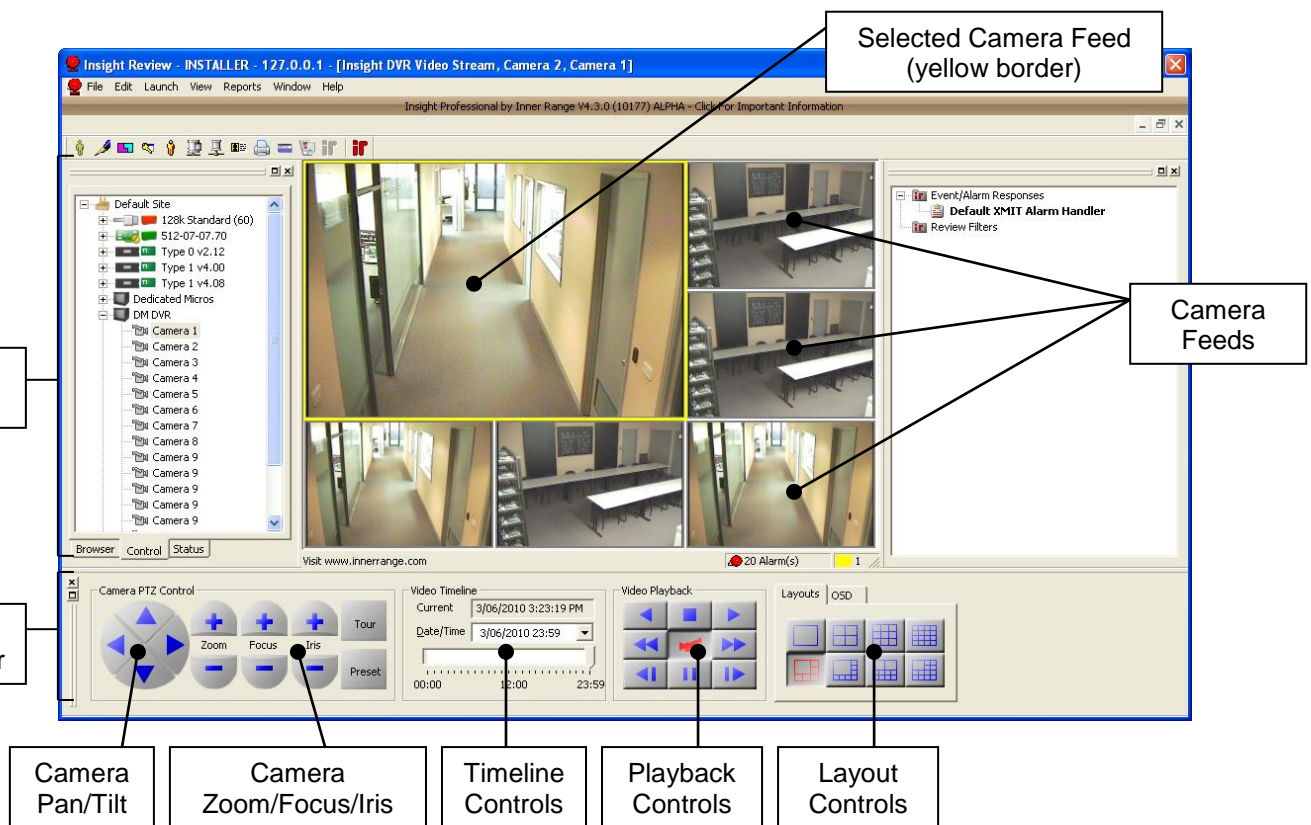 Selected Camera Feed
(yellow border)
Insight Review - INSTALLER - 127.0.0.1 - [Insight DVR Video Stream, Camera 2, Camera 1]
File Edit Launch View Reports Window Help
Insight Professional by Inner Range V4.3.0 (10177) ALPHA - Click For Important Information
Default Site
128k Standard (60)
512-07-07.70
Type 0 v2.12
Type 1 v4.00
Type 1 v4.08
Dedicated Micros
DM DVR
Camera 1
Camera 2
Camera 3
Camera 4
Camera 5
Camera 6
Camera 7
Camera 8
Camera 9
Camera 9
Camera 9
Camera 9
Camera 9
Browser Control Status
Event/Alarm Responses
Default XMIT Alarm Handler
Review Filters
Camera
Feeds
Visit www.innerrange.com
20 Alarm(s)
1
r
Camera PTZ Control
Zoom Focus Iris
Tour
Preset
Video Timeline
Current 3/06/2010 3:23:19 PM
Date/Time 3/06/2010 23:59
00:00 12:00 23:59
Video Playback
Layouts OSD
Camera
Pan/Tilt
Camera
Zoom/Focus/Iris
Timeline
Controls
Playback
Controls
Layout
Controls